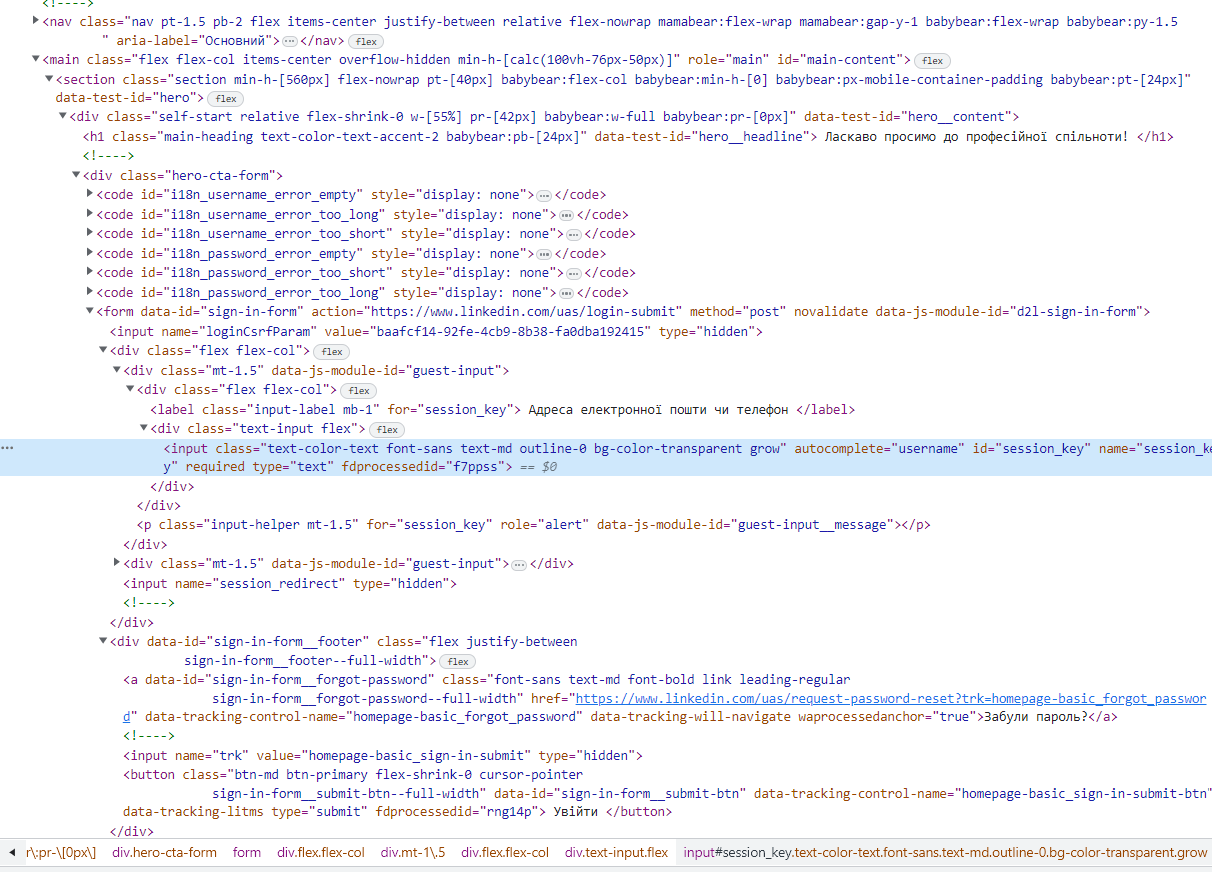 <!---->
<nav class="nav pt-1.5 pb-2 flex items-center justify-between relative flex-nowrap mamabear:flex-wrap mamabear:gap-y-1 babybear:flex-wrap babybear:py-1.5
" aria-label="Основний">…</nav> flex
<main class="flex flex-col items-center overflow-hidden min-h-[calc(100vh-76px-50px)]" role="main" id="main-content"> flex
<section class="section min-h-[560px] flex-nowrap pt-[40px] babybear:flex-col babybear:min-h-[0] babybear:px-mobile-container-padding babybear:pt-[24px]"
data-test-id="hero"> flex
<div class="self-start relative flex-shrink-0 w-[55%] pr-[42px] babybear:w-full babybear:pr-[0px]" data-test-id="hero__content">
<h1 class="main-heading text-color-text-accent-2 babybear:pb-[24px]" data-test-id="hero__headline"> Ласкаво просимо до професійної спільноти! </h1>
<!---->
<div class="hero-cta-form">
<code id="i18n_username_error_empty" style="display: none">…</code>
<code id="i18n_username_error_too_long" style="display: none">…</code>
<code id="i18n_username_error_too_short" style="display: none">…</code>
<code id="i18n_password_error_empty" style="display: none">…</code>
<code id="i18n_password_error_too_short" style="display: none">…</code>
<code id="i18n_password_error_too_long" style="display: none">…</code>
<form data-id="sign-in-form" action="https://www.linkedin.com/uas/login-submit" method="post" novalidate data-js-module-id="d2l-sign-in-form">
<input name="loginCsrfParam" value="baafcf14-92fe-4cb9-8b38-fa0dba192415" type="hidden">
<div class="flex flex-col"> flex
<div class="mt-1.5" data-js-module-id="guest-input">
<div class="flex flex-col"> flex
<label class="input-label mb-1" for="session_key"> Адреса електронної пошти чи телефон </label>
<div class="text-input flex"> flex
… <input class="text-color-text font-sans text-md outline-0 bg-color-transparent grow" autocomplete="username" id="session_key" name="session_ke
y" required type="text" fdprocessedid="f7ppss"> == $0
</div>
</div>
<p class="input-helper mt-1.5" for="session_key" role="alert" data-js-module-id="guest-input__message"></p>
</div>
<div class="mt-1.5" data-js-module-id="guest-input">…</div>
<input name="session_redirect" type="hidden">
<!---->
</div>
<div data-id="sign-in-form__footer" class="flex justify-between
sign-in-form__footer--full-width"> flex
<a data-id="sign-in-form__forgot-password" class="font-sans text-md font-bold link leading-regular
sign-in-form__forgot-password--full-width" href="https://www.linkedin.com/uas/request-password-reset?trk=homepage-basic_forgot_passwor
d" data-tracking-control-name="homepage-basic_forgot_password" data-tracking-will-navigate waprocessedanchor="true">Забули пароль?</a>
<!---->
<input name="trk" value="homepage-basic_sign-in-submit" type="hidden">
<button class="btn-md btn-primary flex-shrink-0 cursor-pointer
sign-in-form__submit-btn--full-width" data-id="sign-in-form__submit-btn" data-tracking-control-name="homepage-basic_sign-in-submit-btn"
data-tracking-litms type="submit" fdprocessedid="rng14p"> Увійти </button>
</div>
r\:pr-\[0px\] div.hero-cta-form form div.flex.flex-col div.mt-1\.5 div.flex.flex-col div.text-input.flex input#session_key.text-color-text.font-sans.text-md.outline-0.bg-color-transparent.grow